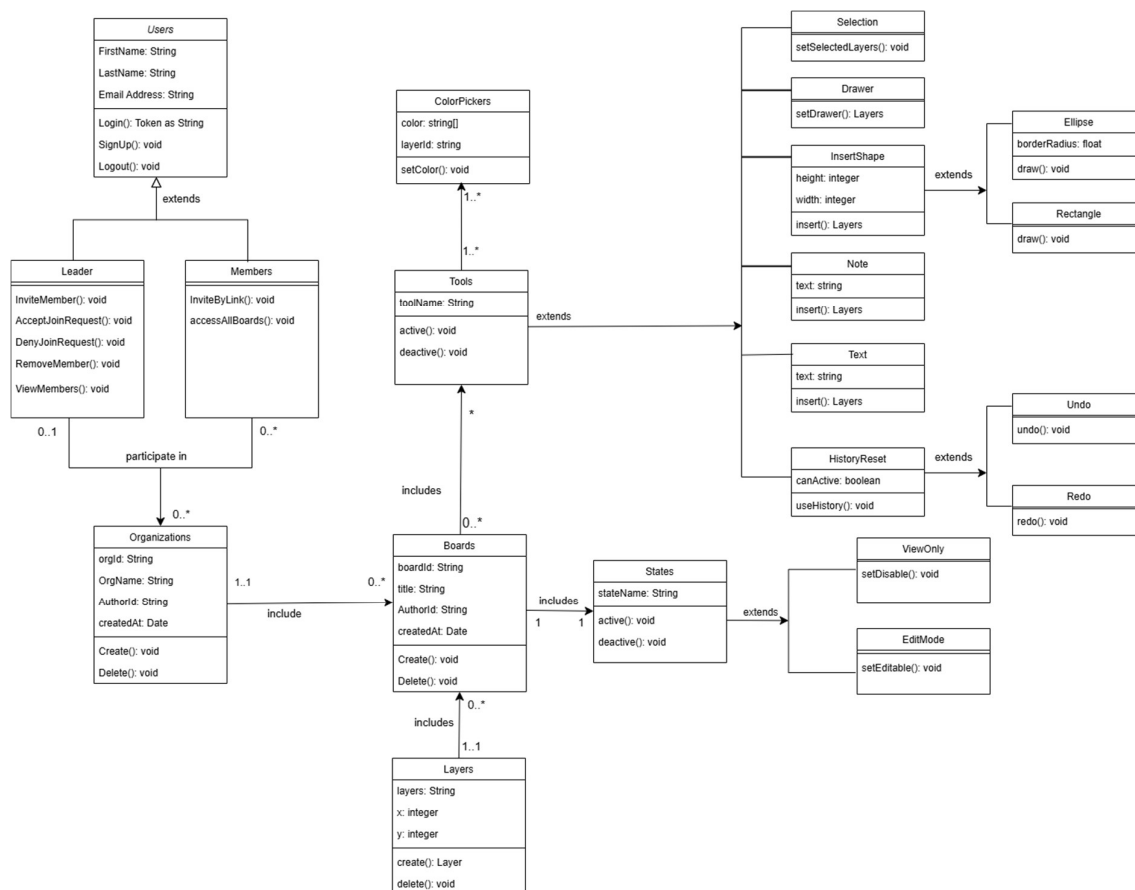 Users
FirstName: String
LastName: String
Email Address: String
Login(): Token as String
SignUp(): void
Logout(): void
extends
Leader
InviteMember(): void
AcceptJoinRequest(): void
DenyJoinRequest(): void
RemoveMember(): void
ViewMembers(): void
Members
InviteByLink(): void
accessAllBoards(): void
0..1
0..*
participate in
0..*
Organizations
orgId: String
OrgName: String
AuthorId: String
createdAt: Date
Create(): void
Delete(): void
1..1
0..*
include
ColorPickers
color: string[]
layerId: string
setColor(): void
1..*
1..*
Tools
toolName: String
active(): void
deactive(): void
extends
*
includes
0..*
Boards
boardId: String
title: String
AuthorId: String
createdAt: Date
Create(): void
Delete(): void
0..*
includes
1..1
Layers
layers: String
x: integer
y: integer
create(): Layer
delete(): void
includes
1
1
States
stateName: String
active(): void
deactive(): void
extends
ViewOnly
setDisable(): void
EditMode
setEditable(): void
Selection
setSelectedLayers(): void
Drawer
setDrawer(): Layers
InsertShape
height: integer
width: integer
insert(): Layers
extends
Ellipse
borderRadius: float
draw(): void
Rectangle
draw(): void
Note
text: string
insert(): Layers
Text
text: string
insert(): Layers
HistoryReset
canActive: boolean
useHistory(): void
extends
Undo
undo(): void
Redo
redo(): void